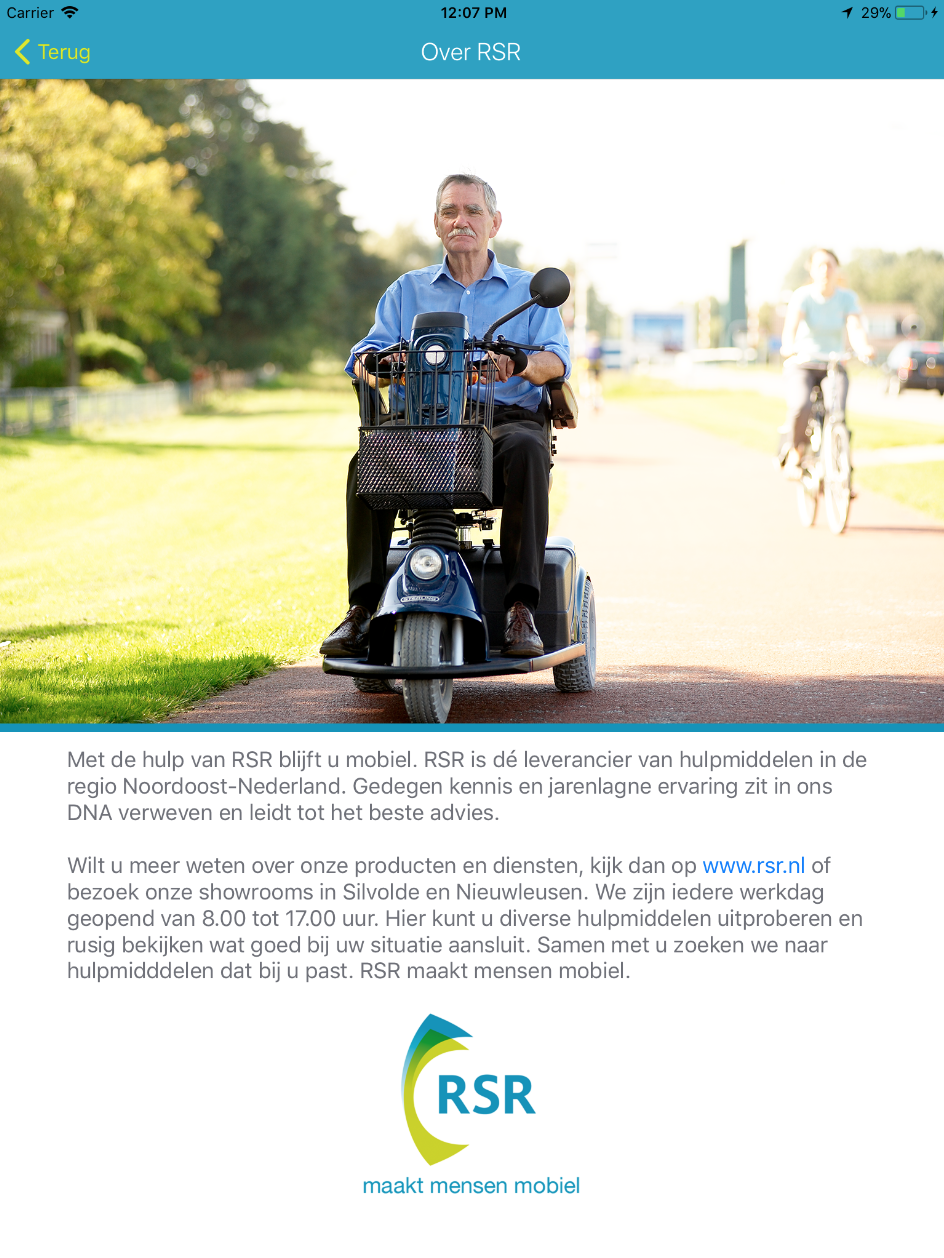 Carrier 12:07 PM 29%
Terug Over RSR
STERLING
Met de hulp van RSR blijft u mobiel. RSR is dé leverancier van hulpmiddelen in de
regio Noordoost-Nederland. Gedegen kennis en jarenlagne ervaring zit in ons
DNA verweven en leidt tot het beste advies.
Wilt u meer weten over onze producten en diensten, kijk dan op www.rsr.nl of
bezoek onze showrooms in Silvolde en Nieuwleusen. We zijn iedere werkdag
geopend van 8.00 tot 17.00 uur. Hier kunt u diverse hulpmiddelen uitproberen en
rusig bekijken wat goed bij uw situatie aansluit. Samen met u zoeken we naar
hulpmidddelen dat bij u past. RSR maakt mensen mobiel.
RSR
maakt mensen mobiel